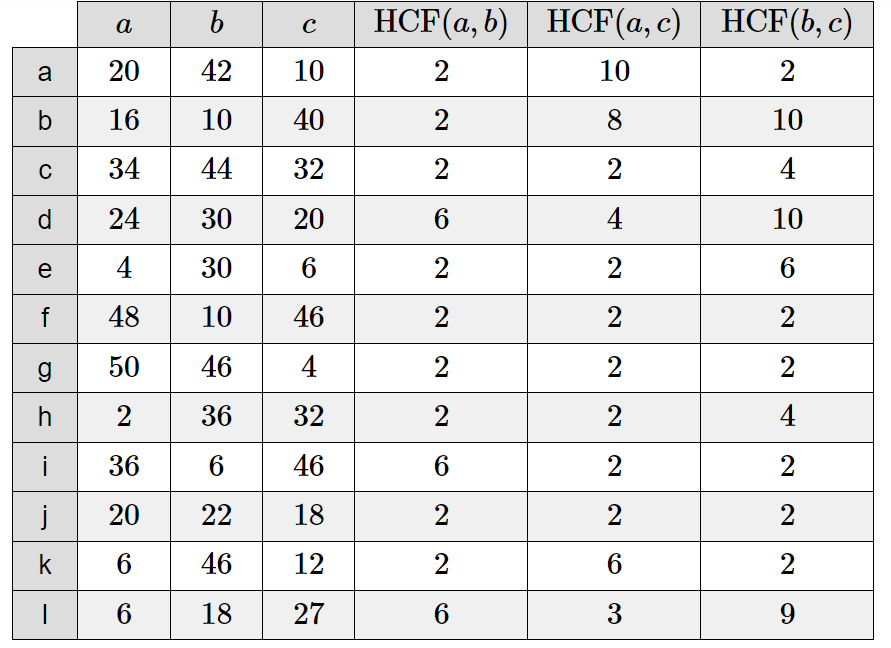 a b c HCF(a, b) HCF(a, c) HCF(b, c)
a 20 42 10 2 10 2
b 16 10 40 2 8 10
c 34 44 32 2 2 4
d 24 30 20 6 4 10
e 4 30 6 2 2 6
f 48 10 46 2 2 2
g 50 46 4 2 2 2
h 2 36 32 2 2 4
i 36 6 46 6 2 2
j 20 22 18 2 2 2
k 6 46 12 2 6 2
l 6 18 27 6 3 9